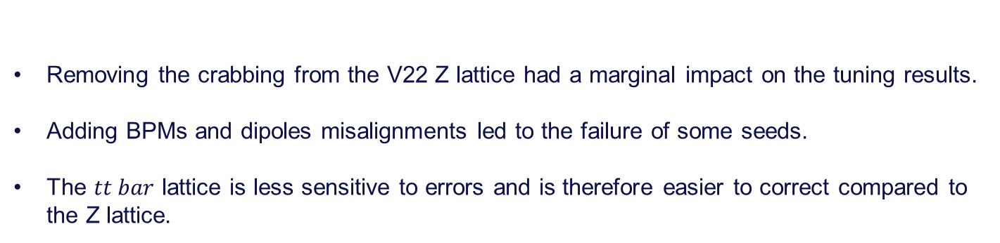 • Removing the crabbing from the V22 Z lattice had a marginal impact on the tuning results.
• Adding BPMs and dipoles misalignments led to the failure of some seeds.
• The tt bar lattice is less sensitive to errors and is therefore easier to correct compared to
the Z lattice.